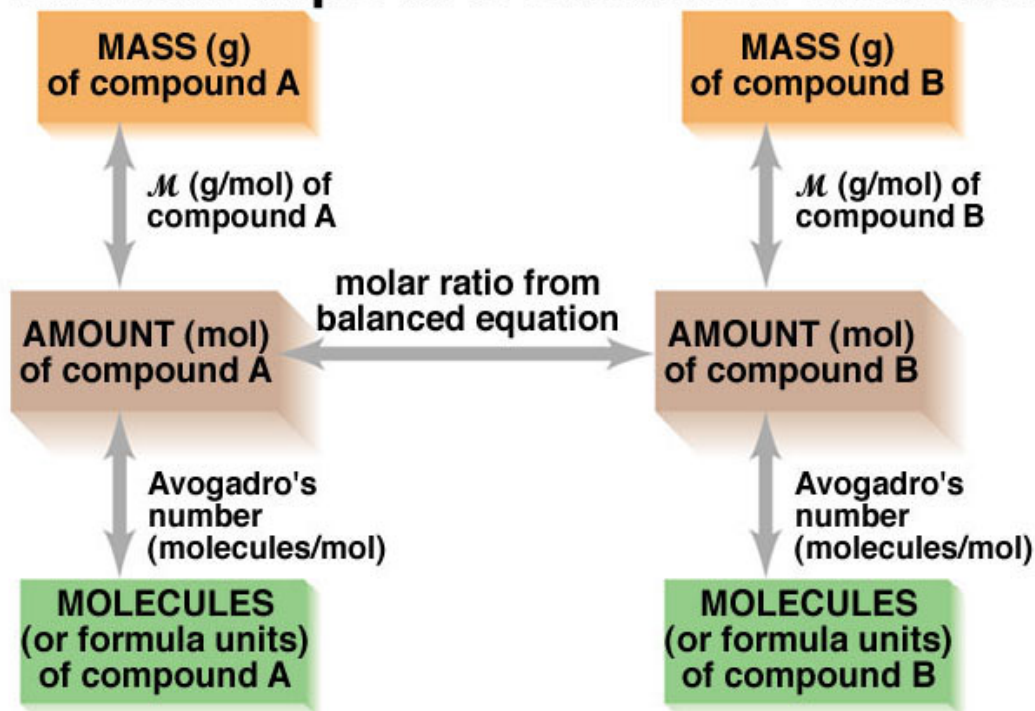 MASS (g)
of compound A
MASS (g)
of compound B
ℳ (g/mol) of
compound A
ℳ (g/mol) of
compound B
molar ratio from
balanced equation
AMOUNT (mol)
of compound A
AMOUNT (mol)
of compound B
Avogadro's
number
(molecules/mol)
Avogadro's
number
(molecules/mol)
MOLECULES
(or formula units)
of compound A
MOLECULES
(or formula units)
of compound B